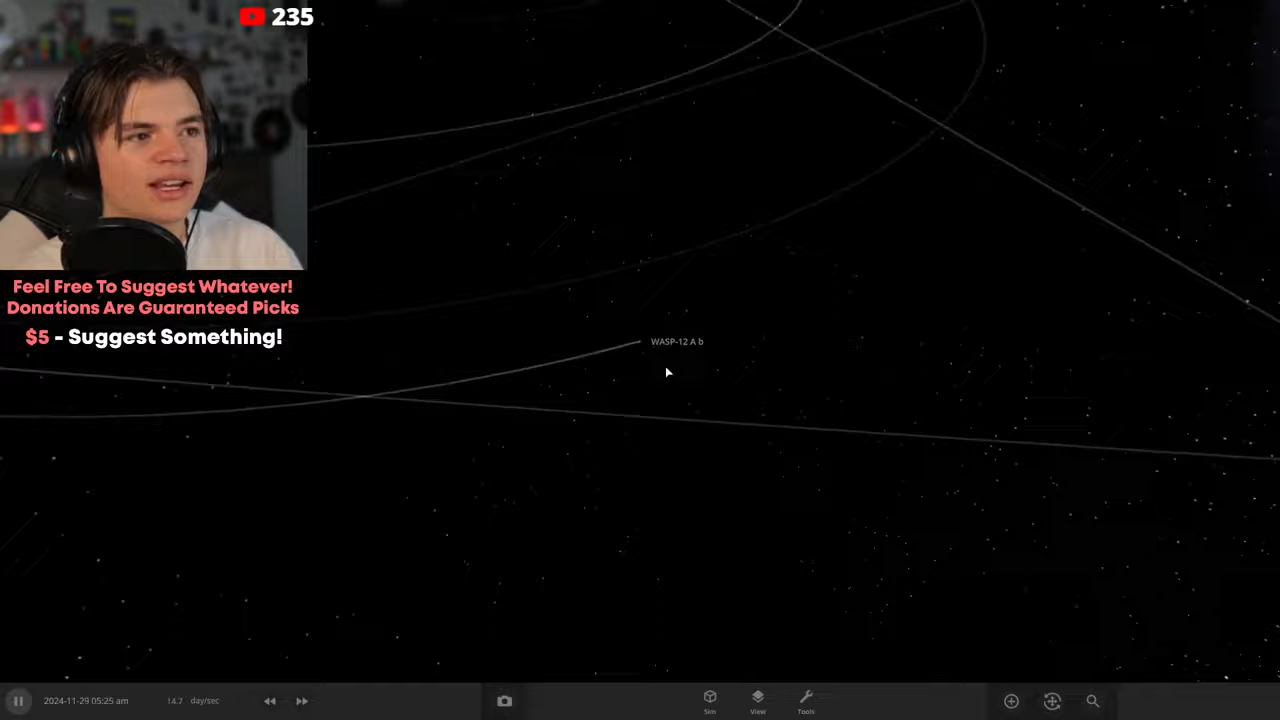 235
Feel Free To Suggest Whatever!
Donations Are Guaranteed Picks
$5 - Suggest Something!
WASP-12 A b
2024-11-29 05:25 am
14.7 day/sec
Sim
View
Tools